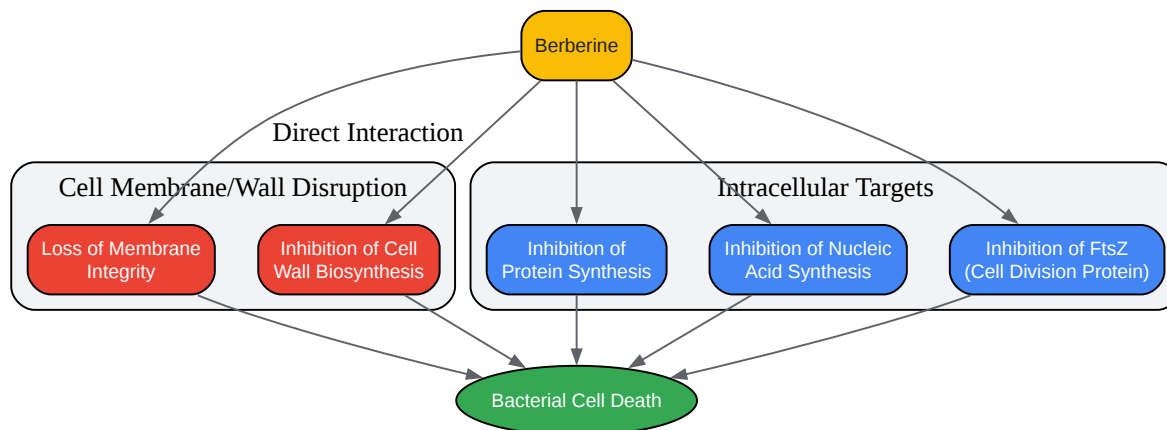 Berberine
Direct Interaction
Cell Membrane/Wall Disruption
Intracellular Targets
Loss of Membrane
Integrity
Inhibition of Cell
Wall Biosynthesis
Inhibition of
Protein Synthesis
Inhibition of Nucleic
Acid Synthesis
Inhibition of FtsZ
(Cell Division Protein)
Bacterial Cell Death